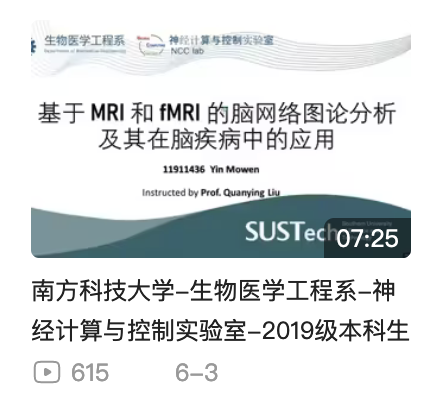 生物医学工程系 神经计算与控制实验室
Department of Biomedical Engineering NCC lab
基于 MRI 和 fMRI 的脑网络图论分析
及其在脑疾病中的应用
11911436 Yin Mowen
Instructed by Prof. Quanying Liu
SUSTech
07:25
南方科技大学-生物医学工程系-神
经计算与控制实验室-2019级本科生
615 6-3